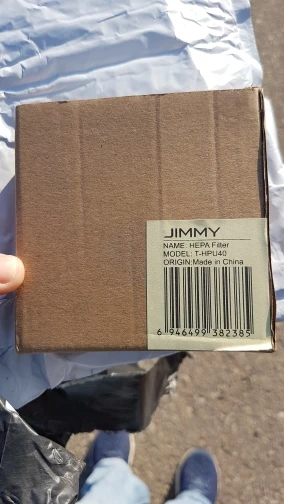 JIMMY
NAME: HEPA Filter
MODEL: T-HPU40
ORIGIN:Made in China
6 946499 382385